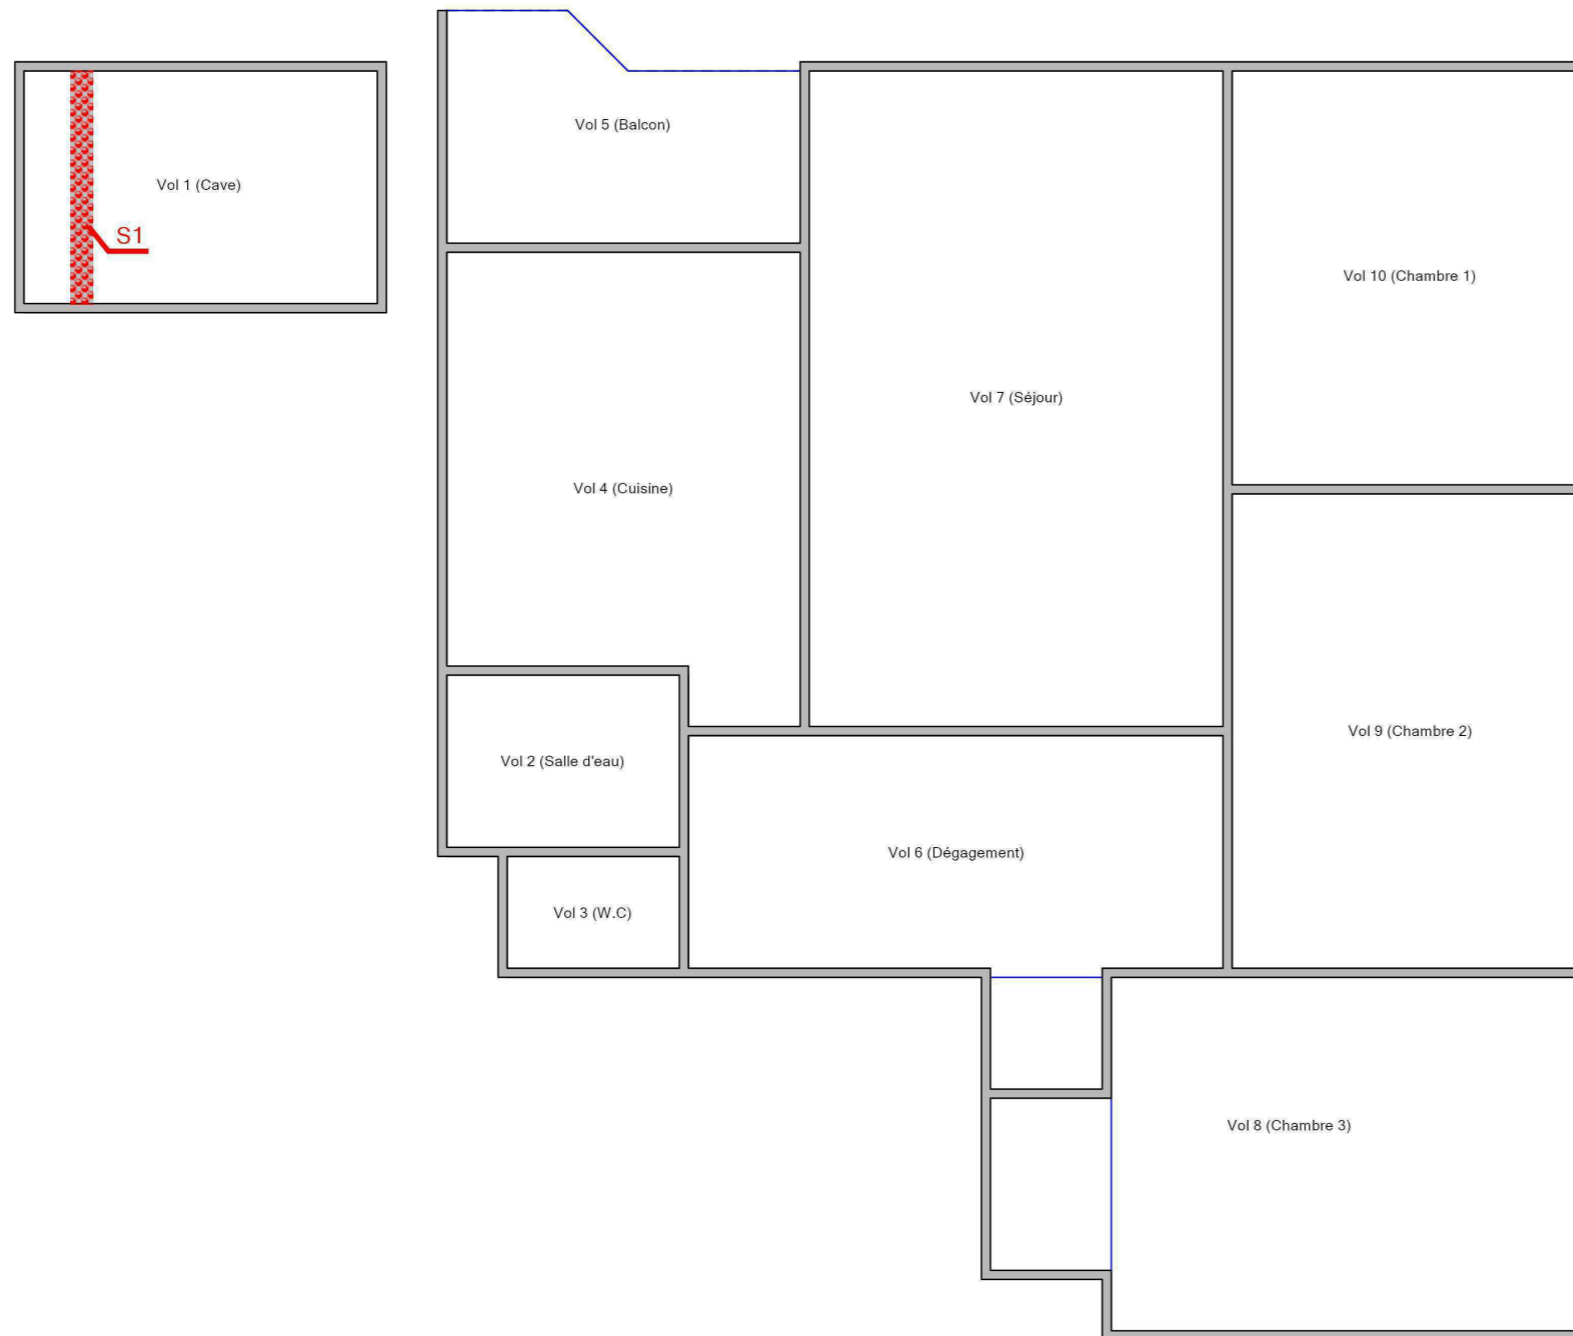 Vol 5 (Balcon)
Vol 1 (Cave)
S1
Vol 10 (Chambre 1)
Vol 7 (Séjour)
Vol 4 (Cuisine)
Vol 9 (Chambre 2)
Vol 2 (Salle d'eau)
Vol 6 (Dégagement)
Vol 3 (W.C)
Vol 8 (Chambre 3)